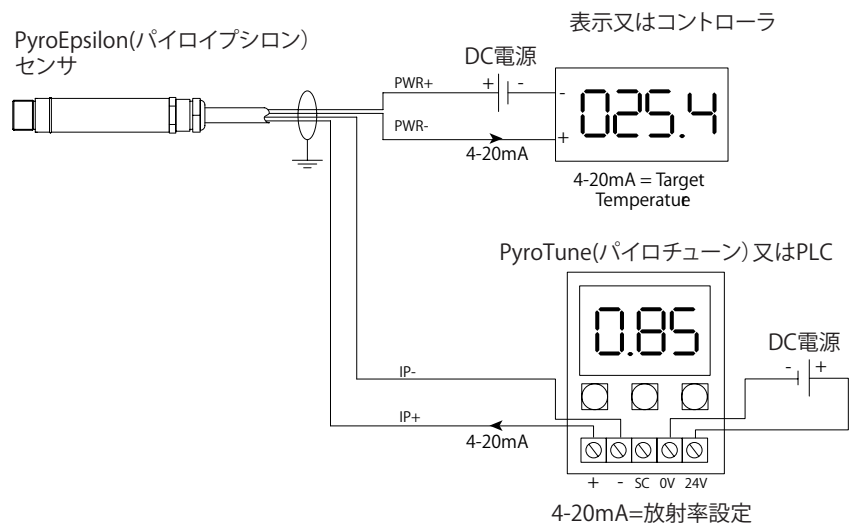 表示又はコントローラ
PyroEpsilon(パイロイプシロン)
センサ
DC電源
PWR+
+ -
-
025.4
PWR-
+
4-20mA
4-20mA = Target
Temperature
PyroTune(パイロチューン)又はPLC
0.85
DC電源
- +
IP-
IP+
4-20mA
+ - SC 0V 24V
4-20mA=放射率設定